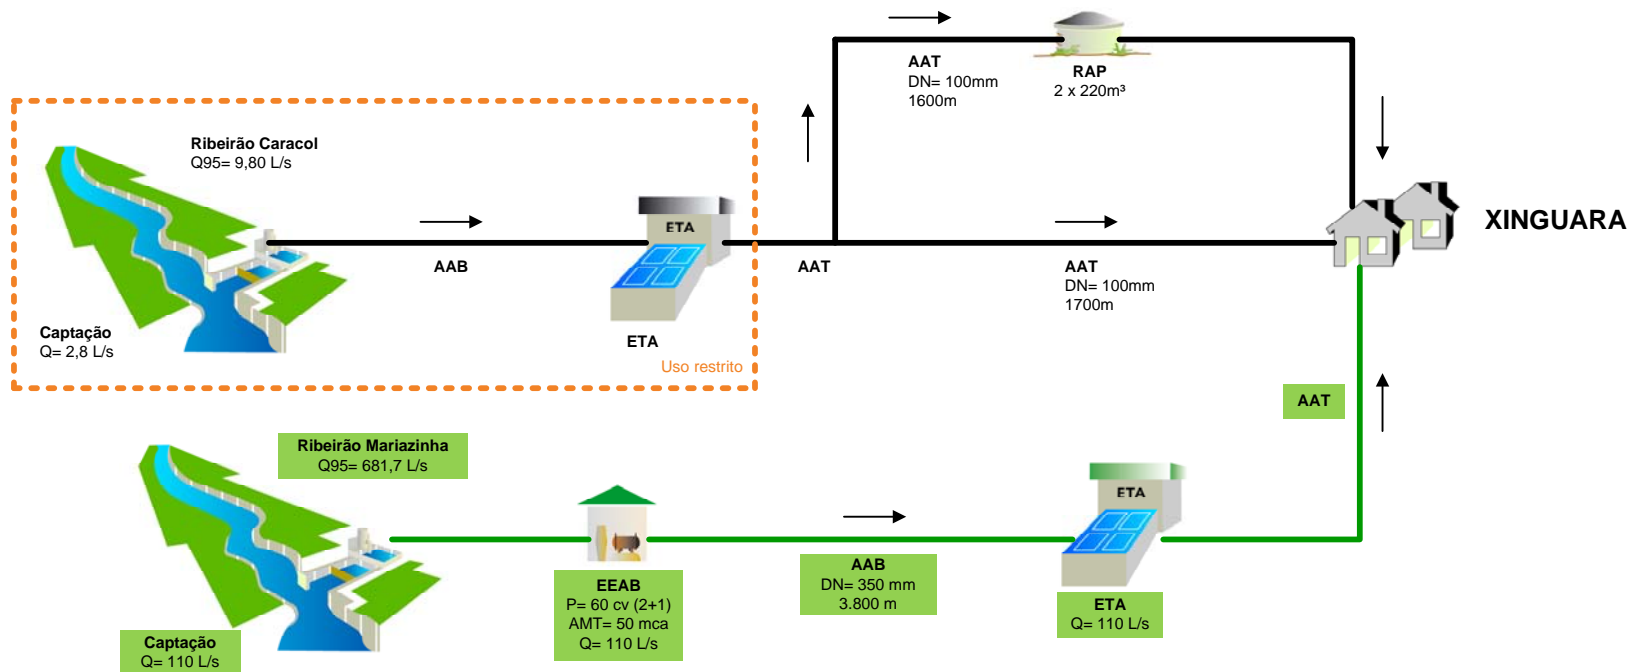 AAT
DN= 100mm
1600m
RAP
2 x 220m³
Ribeirão Caracol
Q95= 9,80 L/s
ETA
XINGUARA
AAB
AAT
AAT
DN= 100mm
1700m
Captação
Q= 2,8 L/s
ETA
Uso restrito
AAT
Ribeirão Mariazinha
Q95= 681,7 L/s
ETA
EEAB
P= 60 cv (2+1)
AMT= 50 mca
Q= 110 L/s
AAB
DN= 350 mm
3.800 m
ETA
Q= 110 L/s
Captação
Q= 110 L/s